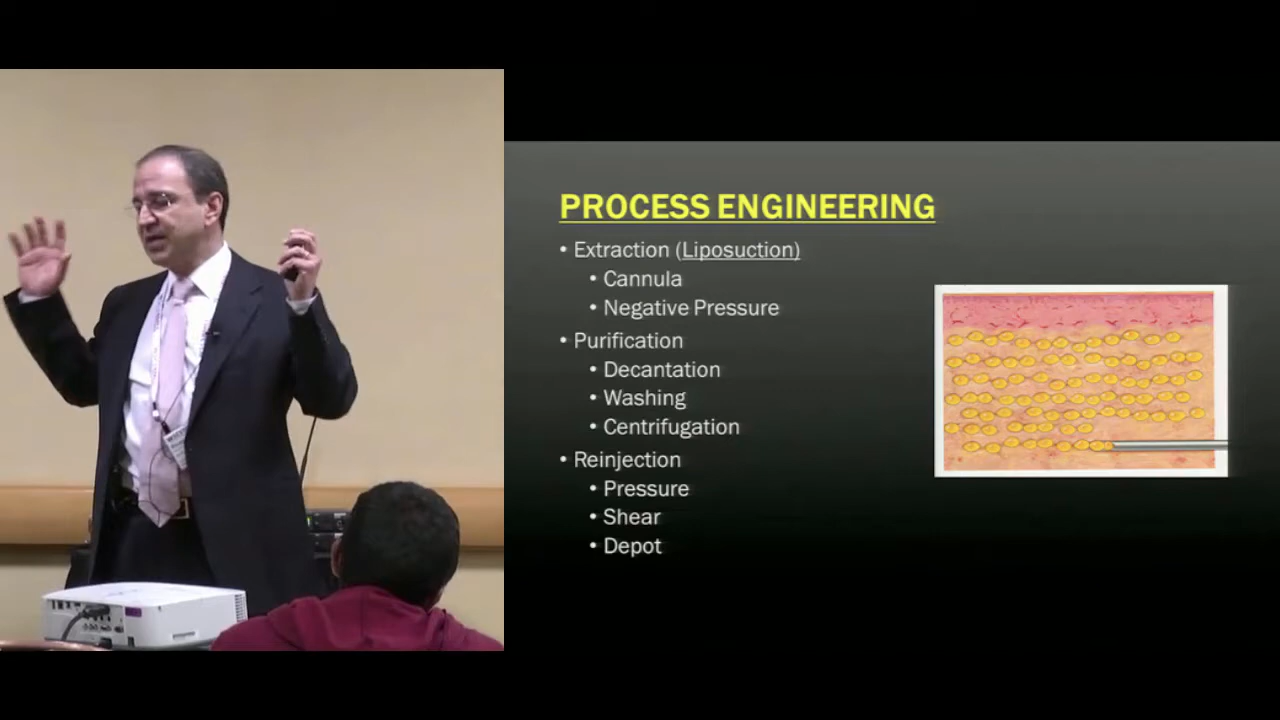 PROCESS ENGINEERING
• Extraction (Liposuction)
• Cannula
• Negative Pressure
• Purification
• Decantation
• Washing
• Centrifugation
• Reinjection
• Pressure
• Shear
• Depot